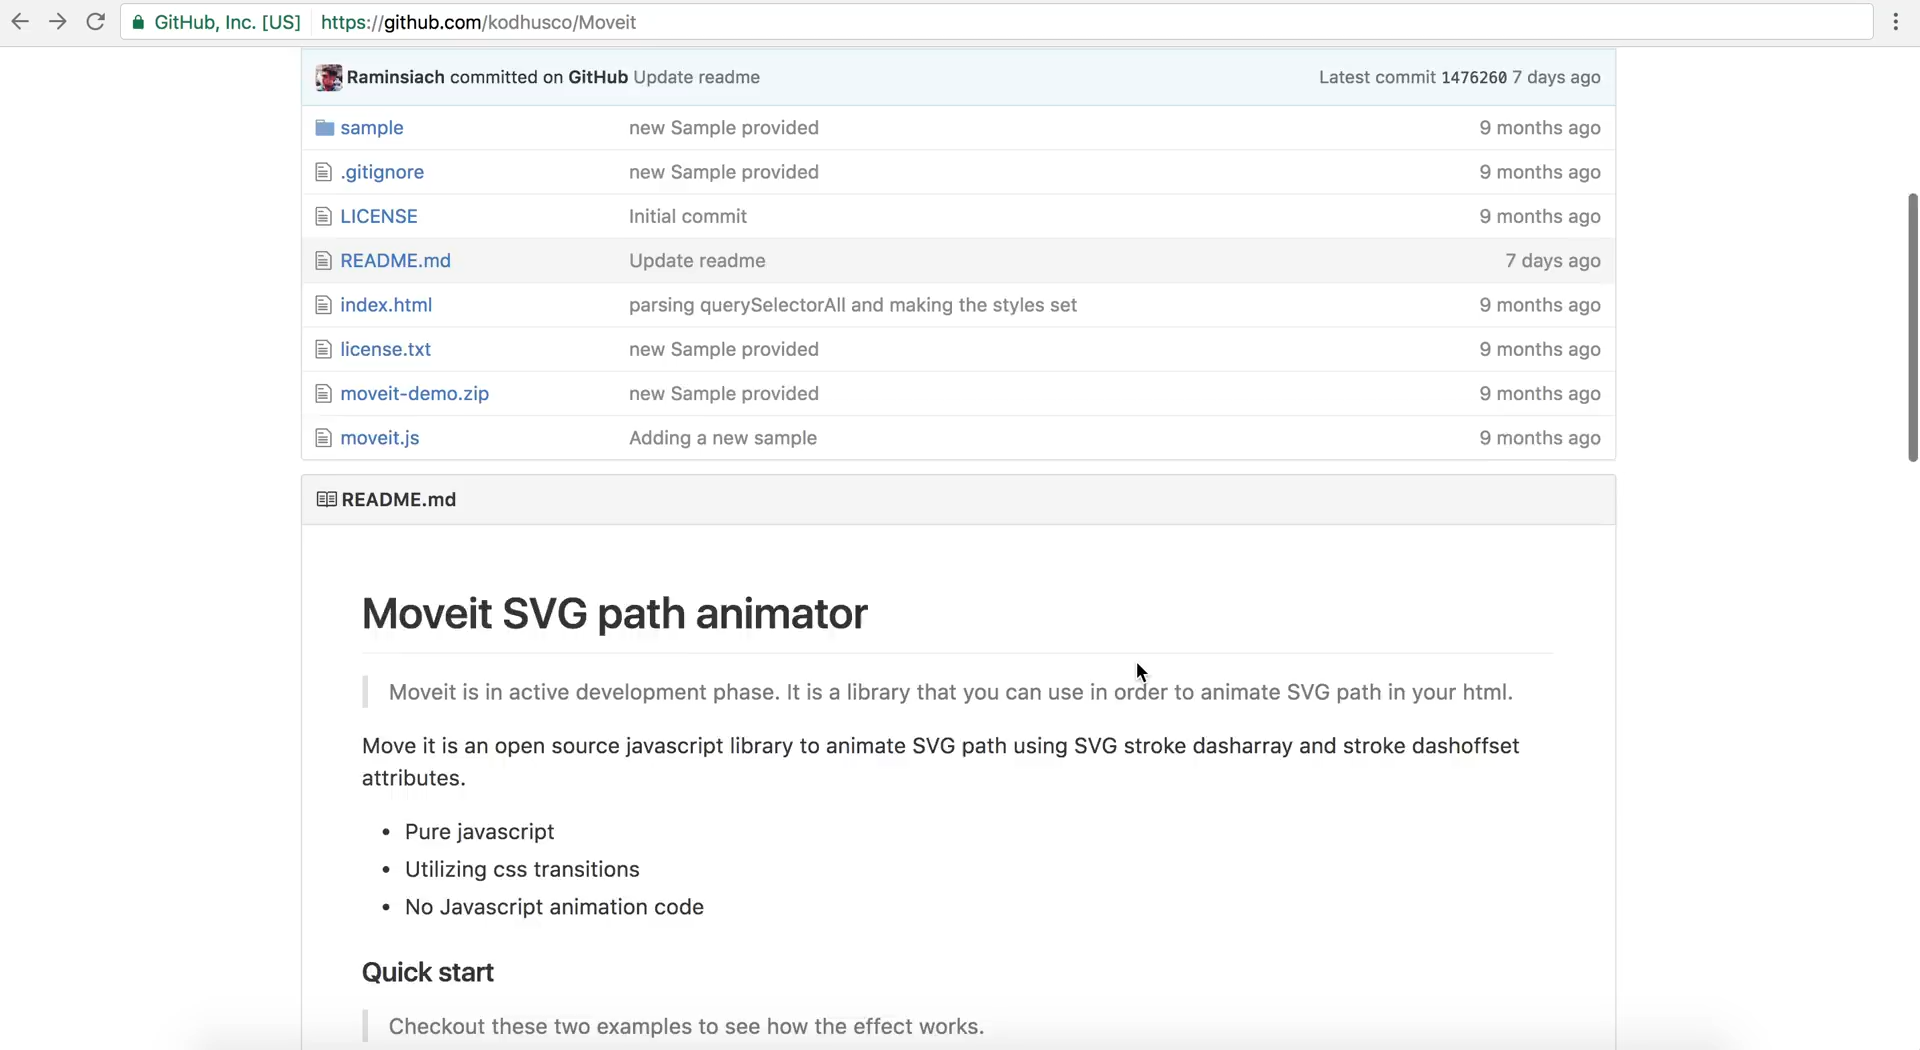 GitHub, Inc. [US] https://github.com/kodhusco/Moveit
Raminsiach committed on GitHub Update readme Latest commit 1476260 7 days ago
sample new Sample provided 9 months ago
.gitignore new Sample provided 9 months ago
LICENSE Initial commit 9 months ago
README.md Update readme 7 days ago
index.html parsing querySelectorAll and making the styles set 9 months ago
license.txt new Sample provided 9 months ago
moveit-demo.zip new Sample provided 9 months ago
moveit.js Adding a new sample 9 months ago
README.md
Moveit SVG path animator
Moveit is in active development phase. It is a library that you can use in order to animate SVG path in your html.
Move it is an open source javascript library to animate SVG path using SVG stroke dasharray and stroke dashoffset
attributes.
• Pure javascript
• Utilizing css transitions
• No Javascript animation code
Quick start
Checkout these two examples to see how the effect works.